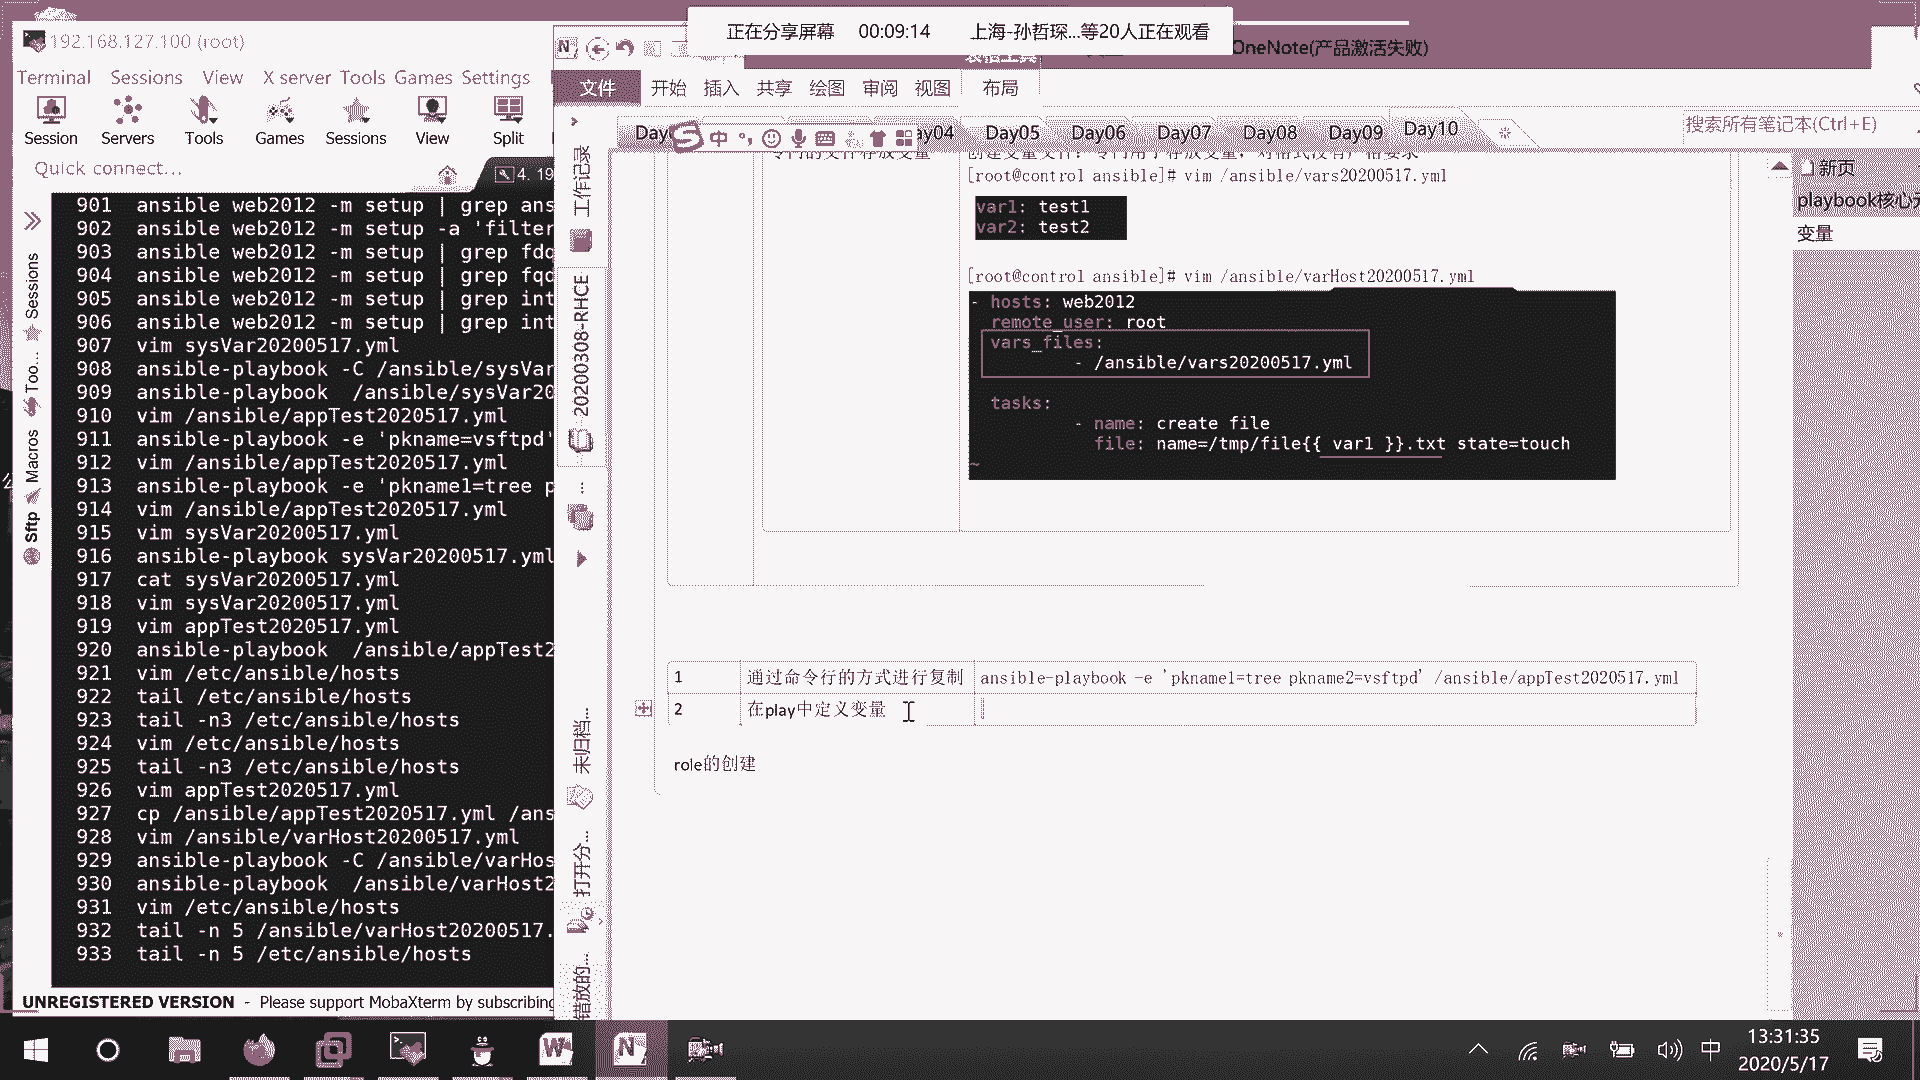 正在分享屏幕 00:09:14 上海-孙哲琛...等20人正在观看
192.168.127.100 (root)
OneNote(产品激活失败)
Terminal Sessions View X server Tools Games Settings
Session Servers Tools Games Sessions View Split
Quick connect...
4. 19
文件 开始 插入 共享 绘图 审阅 视图 布局
Day ay04 Day05 Day06 Day07 Day08 Day09 Day10
中
搜索所有笔记本(Ctrl+E)
新页
playbook核心元
变量
Sessions
Too...
Macros
Sftp
工作记录
20200308-RHCE
...
未归档...
打开分...
错放的...
901 ansible web2012 -m setup | grep ans
902 ansible web2012 -m setup -a 'filter
903 ansible web2012 -m setup | grep fdq
904 ansible web2012 -m setup | grep fqd
905 ansible web2012 -m setup | grep int
906 ansible web2012 -m setup | grep int
907 vim sysVar20200517.yml
908 ansible-playbook -C /ansible/sysVar
909 ansible-playbook /ansible/sysVar20
910 vim /ansible/appTest2020517.yml
911 ansible-playbook -e 'pkname=vsftpd'
912 vim /ansible/appTest2020517.yml
913 ansible-playbook -e 'pkname1=tree p
914 vim /ansible/appTest2020517.yml
915 vim sysVar20200517.yml
916 ansible-playbook sysVar20200517.yml
917 cat sysVar20200517.yml
918 vim sysVar20200517.yml
919 vim appTest2020517.yml
920 ansible-playbook /ansible/appTest2
921 vim /etc/ansible/hosts
922 tail /etc/ansible/hosts
923 tail -n3 /etc/ansible/hosts
924 vim /etc/ansible/hosts
925 tail -n3 /etc/ansible/hosts
926 vim appTest2020517.yml
927 cp /ansible/appTest2020517.yml /ans
928 vim /ansible/varHost20200517.yml
929 ansible-playbook -C /ansible/varHos
930 ansible-playbook /ansible/varHost2
931 vim /etc/ansible/hosts
932 tail -n 5 /ansible/varHost20200517.
933 tail -n 5 /etc/ansible/hosts
UNREGISTERED VERSION - Please support MobaXterm by subscribing
[root@control ansible]# vim /ansible/vars20200517.yml
var1: test1
var2: test2
[root@control ansible]# vim /ansible/varHost20200517.yml
- hosts: web2012
remote_user: root
vars_files:
- /ansible/vars20200517.yml
tasks:
- name: create file
file: name=/tmp/file{{ var1 }}.txt state=touch
~
1 通过命令行的方式进行复制 ansible-playbook -e 'pkname1=tree pkname2=vsftpd' /ansible/appTest2020517.yml
2 在play中定义变量
role的创建
中
13:31:35
2020/5/17